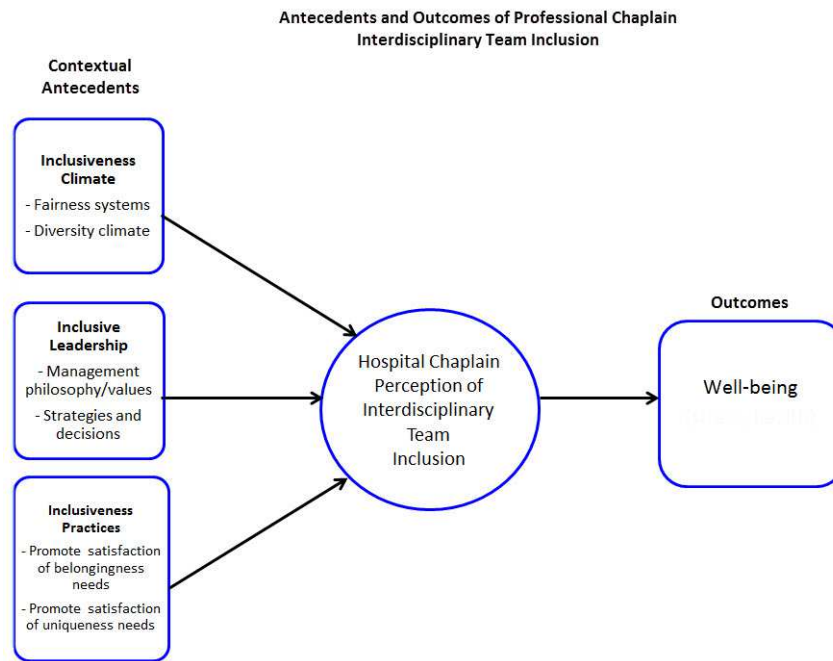 Antecedents and Outcomes of Professional Chaplain
Interdisciplinary Team Inclusion
Contextual
Antecedents
Inclusiveness
Climate
- Fairness systems
- Diversity climate
Inclusive
Leadership
- Management
philosophy/values
- Strategies and
decisions
Inclusiveness
Practices
- Promote satisfaction
of belongingness
needs
- Promote satisfaction
of uniqueness needs
Hospital Chaplain
Perception of
Interdisciplinary
Team
Inclusion
Outcomes
Well-being